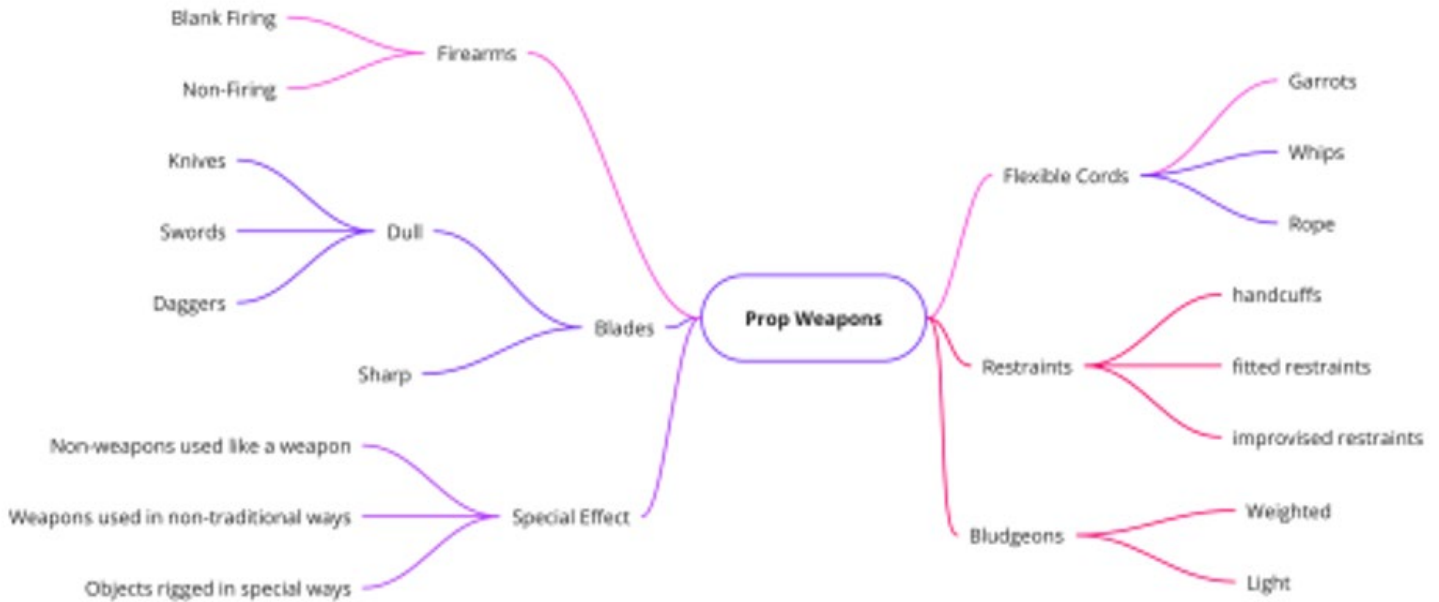 Blank Firing
Firearms
Non-Firing
Knives
Swords
Dull
Daggers
Blades
Sharp
Non-weapons used like a weapon
Weapons used in non-traditional ways
Special Effect
Objects rigged in special ways
Prop Weapons
Garrots
Flexible Cords
Whips
Rope
handcuffs
Restraints
fitted restraints
improvised restraints
Weighted
Bludgeons
Light